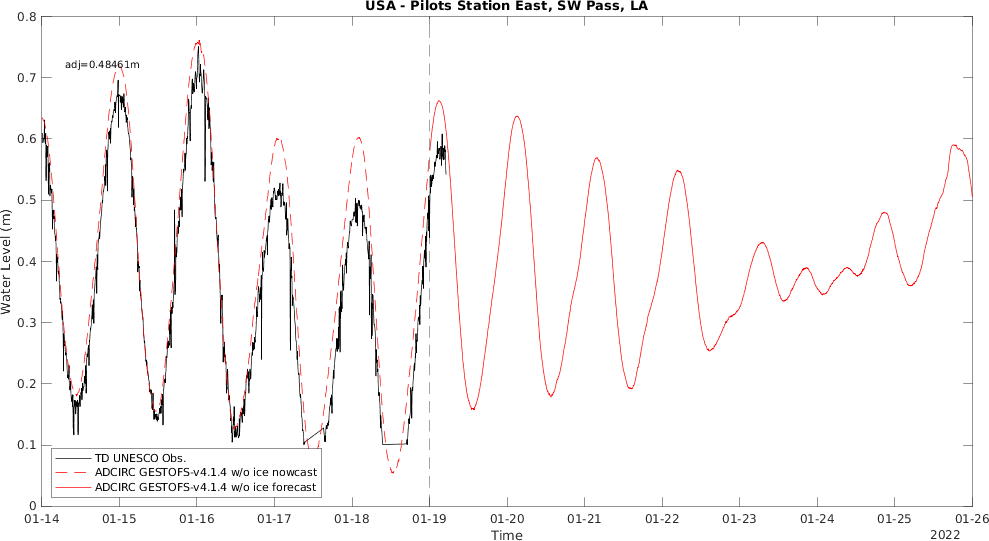 USA - Pilots Station East, SW Pass, LA
adj=0.48461m
Water Level (m)
0.8
0.7
0.6
0.5
0.4
0.3
0.2
0.1
0
TD UNESCO Obs.
ADCIRC GESTOFS-v4.1.4 w/o ice nowcast
ADCIRC GESTOFS-v4.1.4 w/o ice forecast
01-14 01-15 01-16 01-17 01-18 01-19 01-20 01-21 01-22 01-23 01-24 01-25 01-26
Time
2022